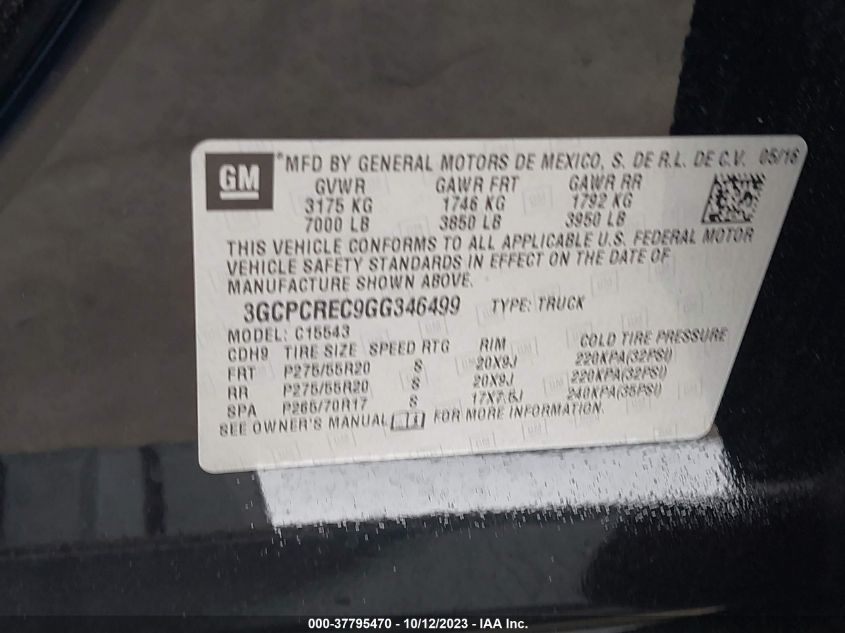 GM
MFD BY GENERAL MOTORS DE MEXICO, S. DE R.L. DE C.V. 05/16
GVWR GAWR FRT GAWR RR
3175 KG 1746 KG 1792 KG
7000 LB 3850 LB 3950 LB
THIS VEHICLE CONFORMS TO ALL APPLICABLE U.S. FEDERAL MOTOR
VEHICLE SAFETY STANDARDS IN EFFECT ON THE DATE OF
MANUFACTURE SHOWN ABOVE.
3GCPCREC9GG346499 TYPE: TRUCK
MODEL: C15543
CDH9 TIRE SIZE SPEED RTG RIM COLD TIRE PRESSURE
FRT P275/55R20 S 20X9J 220KPA(32PSI)
RR P275/55R20 S 20X9J 220KPA(32PSI)
SPA P265/70R17 S 17X7.5J 240KPA(35PSI)
SEE OWNER'S MANUAL FOR MORE INFORMATION.
000-37795470 - 10/12/2023 - IAA Inc.